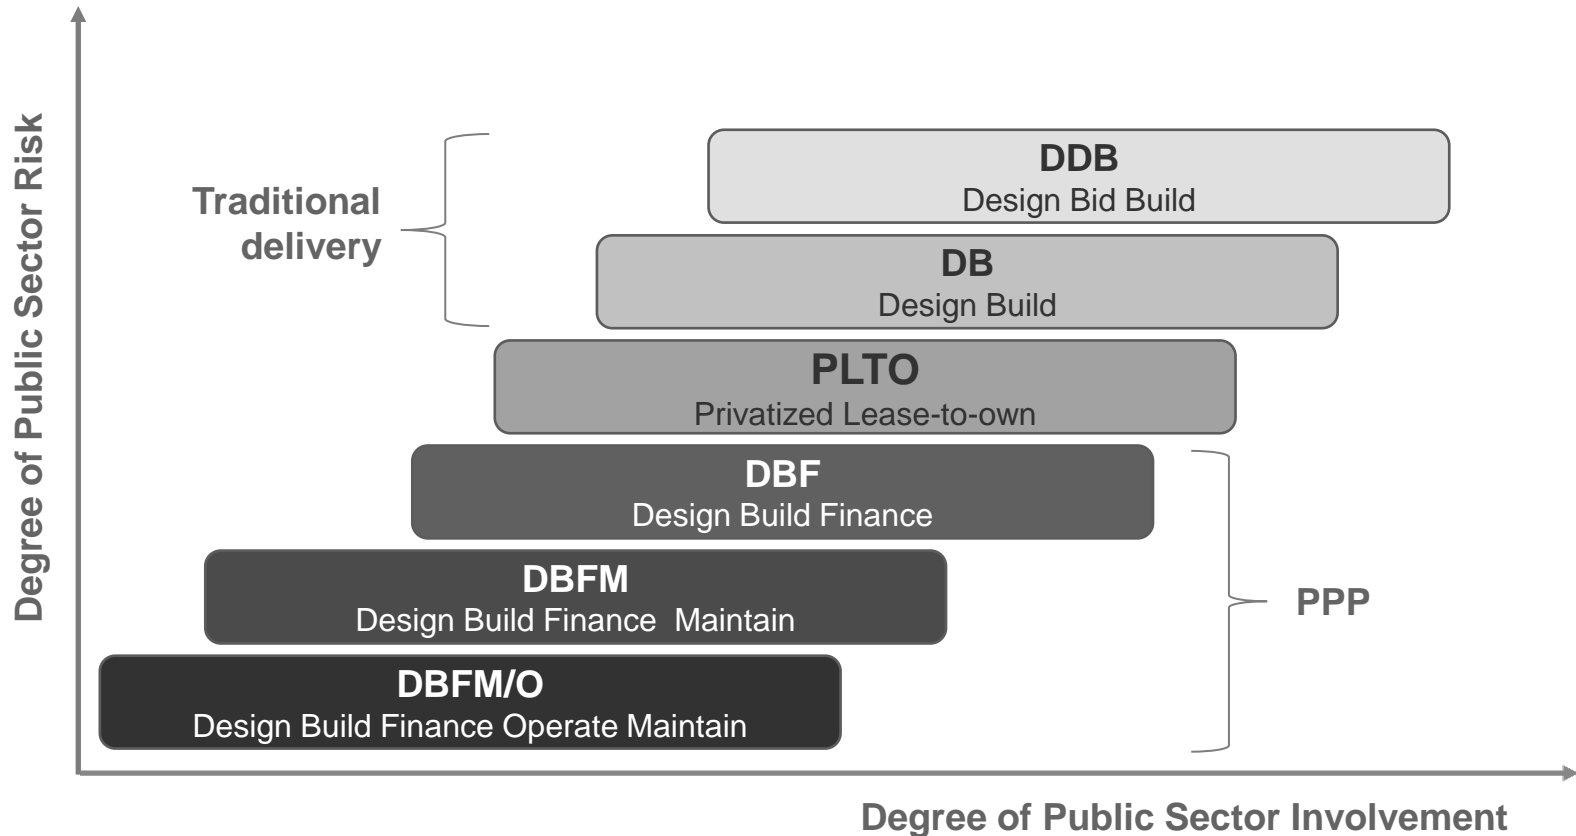 Degree of Public Sector Risk
Traditional
delivery
DDB
Design Bid Build
DB
Design Build
PLTO
Privatized Lease-to-own
DBF
Design Build Finance
DBFM
Design Build Finance  Maintain
PPP
DBFM/O
Design Build Finance Operate Maintain
Degree of Public Sector Involvement